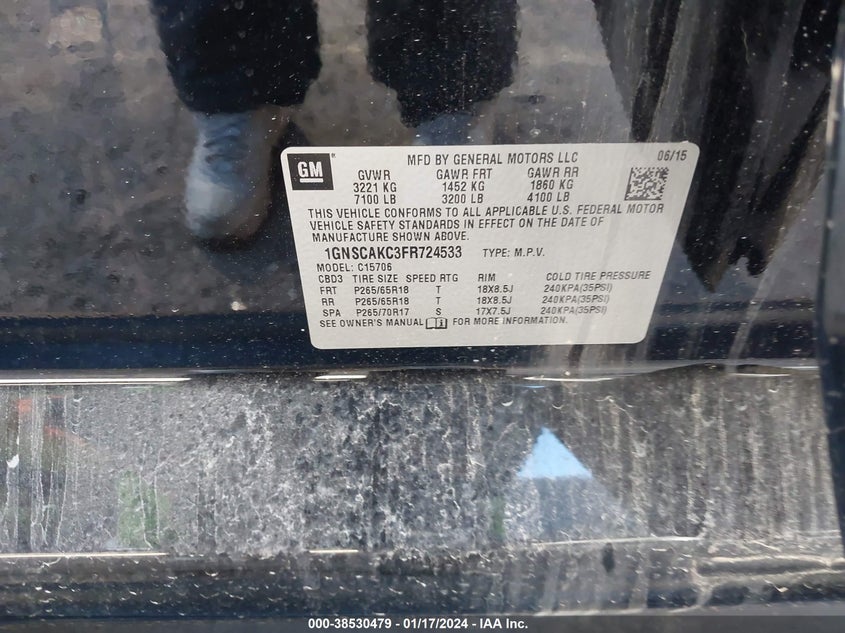 GM
MFD BY GENERAL MOTORS LLC 06/15
GVWR GAWR FRT GAWR RR
3221 KG 1452 KG 1860 KG
7100 LB 3200 LB 4100 LB
THIS VEHICLE CONFORMS TO ALL APPLICABLE U.S. FEDERAL MOTOR
VEHICLE SAFETY STANDARDS IN EFFECT ON THE DATE OF
MANUFACTURE SHOWN ABOVE.
1GNSCAKC3FR724533 TYPE: M.P.V.
MODEL: C15706
CBD3 TIRE SIZE SPEED RTG RIM COLD TIRE PRESSURE
FRT P265/65R18 T 18X8.5J 240KPA(35PSI)
RR P265/65R18 T 18X8.5J 240KPA(35PSI)
SPA P265/70R17 S 17X7.5J 240KPA(35PSI)
SEE OWNER'S MANUAL FOR MORE INFORMATION.
000-38530479 - 01/17/2024 - IAA Inc.